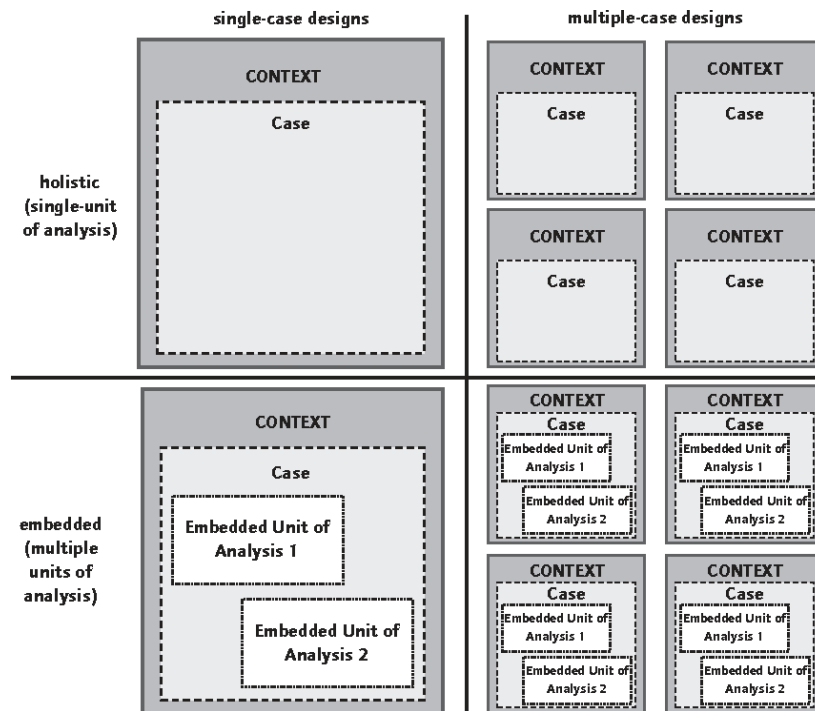 single-case designs
multiple-case designs
holistic
(single-unit
of analysis)
CONTEXT
Case
CONTEXT
Case
CONTEXT
Case
CONTEXT
Case
CONTEXT
Case
embedded
(multiple
units of
analysis)
CONTEXT
Case
Embedded Unit of
Analysis 1
Embedded Unit of
Analysis 2
CONTEXT
Case
Embedded Unit of
Analysis 1
Embedded Unit of
Analysis 2
CONTEXT
Case
Embedded Unit of
Analysis 1
Embedded Unit of
Analysis 2
CONTEXT
Case
Embedded Unit of
Analysis 1
Embedded Unit of
Analysis 2
CONTEXT
Case
Embedded Unit of
Analysis 1
Embedded Unit of
Analysis 2